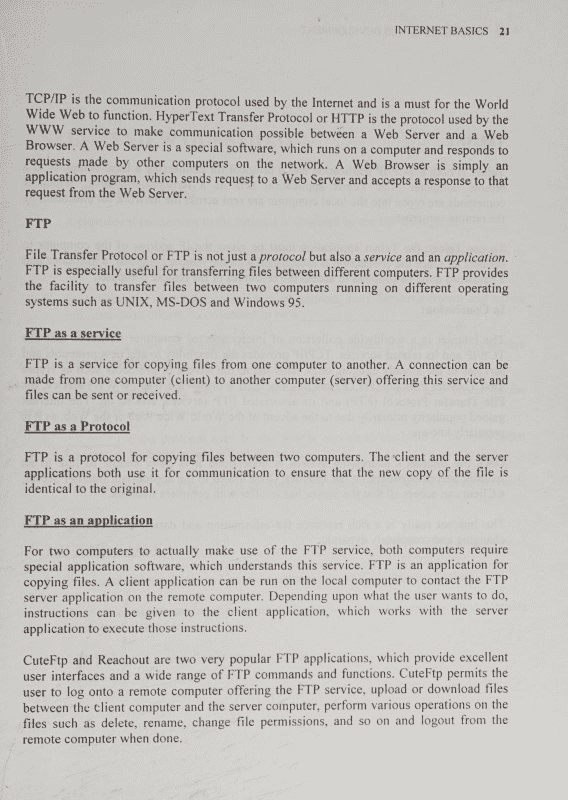 INTERNET BASICS 21
TCP/IP is the communication protocol used by the Internet and is a must for the World
Wide Web to function. HyperText Transfer Protocol or HTTP is the protocol used by the
WWW service to make communication possible between a Web Server and a Web
Browser. A Web Server is a special software, which runs on a computer and responds to
requests made by other computers on the network. A Web Browser is simply an
application program, which sends request to a Web Server and accepts a response to that
request from the Web Server.
FTP
File Transfer Protocol or FTP is not just a protocol but also a service and an application.
FTP is especially useful for transferring files between different computers. FTP provides
the facility to transfer files between two computers running on different operating
systems such as UNIX, MS-DOS and Windows 95.
FTP as a service
FTP is a service for copying files from one computer to another. A connection can be
made from one computer (client) to another computer (server) offering this service and
files can be sent or received.
FTP as a Protocol
FTP is a protocol for copying files between two computers. The client and the server
applications both use it for communication to ensure that the new copy of the file is
identical to the original.
FTP as an application
For two computers to actually make use of the FTP service, both computers require
special application software, which understands this service. FTP is an application for
copying files. A client application can be run on the local computer to contact the FTP
server application on the remote computer. Depending upon what the user wants to do,
instructions can be given to the client application, which works with the server
application to execute those instructions.
CuteFtp and Reachout are two very popular FTP applications, which provide excellent
user interfaces and a wide range of FTP commands and functions. CuteFtp permits the
user to log onto a remote computer offering the FTP service, upload or download files
between the client computer and the server computer, perform various operations on the
files such as delete, rename, change file permissions, and so on and logout from the
remote computer when done.